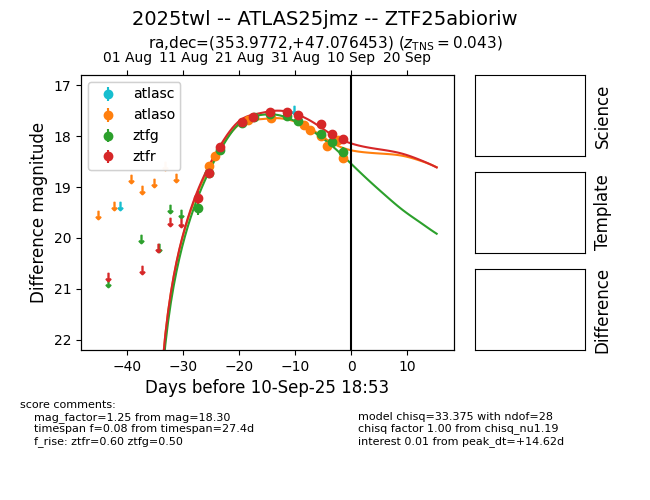 2025twl -- ATLAS25jmz -- ZTF25abioriw
ra,dec=(353.9772,+47.076453) (z_TNS = 0.043)
01 Aug 11 Aug 21 Aug 31 Aug 10 Sep 20 Sep
17
18
19
20
21
22
Difference magnitude
atlasc
atlaso
ztfg
ztfr
−40 −30 −20 −10 0 10
Days before 10-Sep-25 18:53
Science
Template
Difference
score comments:
mag_factor=1.25 from mag=18.30
timespan f=0.08 from timespan=27.4d
f_rise: ztfr=0.60 ztfg=0.50
model chisq=33.375 with ndof=28
chisq factor 1.00 from chisq_nu1.19
interest 0.01 from peak_dt=+14.62d